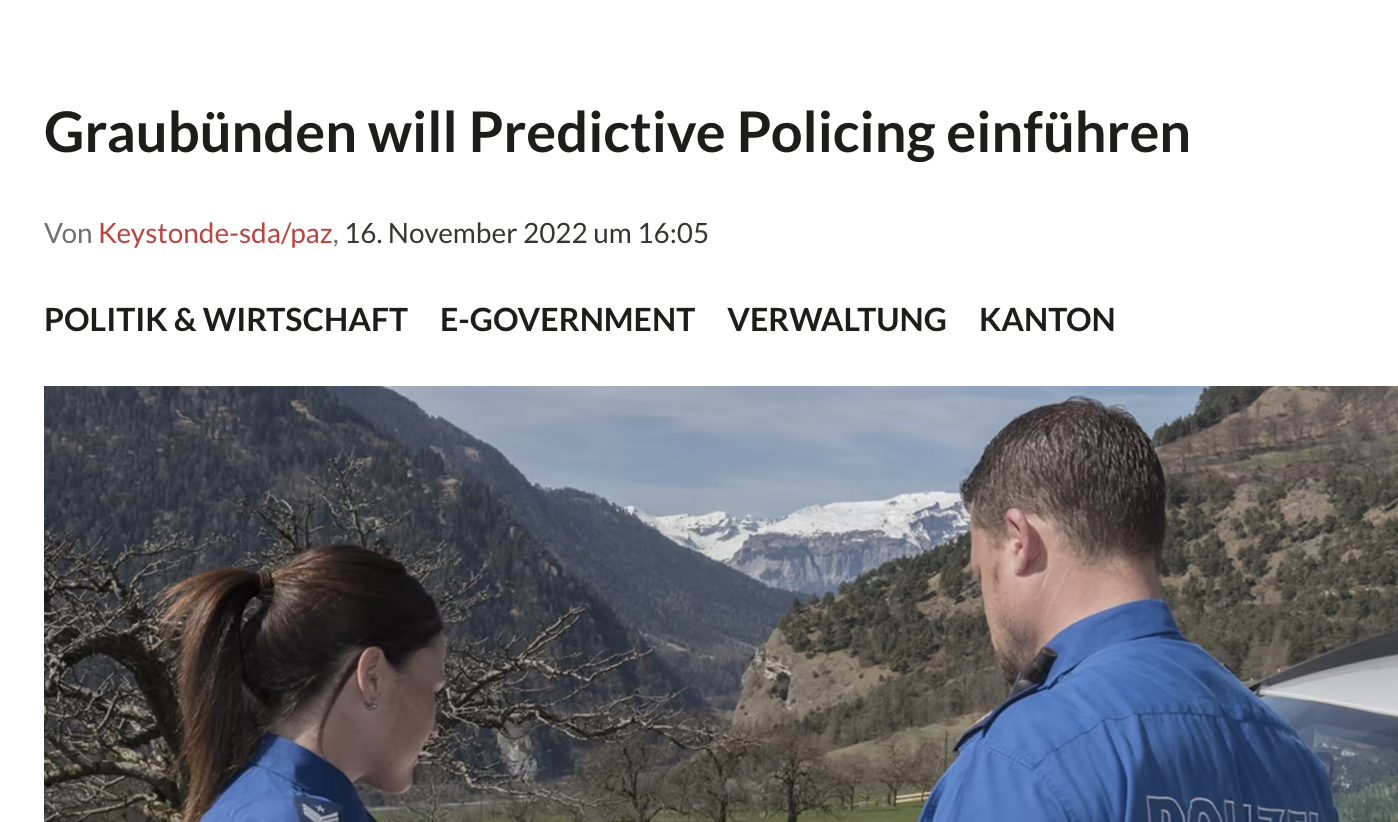 Graubünden will Predictive Policing einführen
Von Keystonde-sda/paz, 16. November 2022 um 16:05
POLITIK & WIRTSCHAFT E-GOVERNMENT VERWALTUNG KANTON
POLIZEI